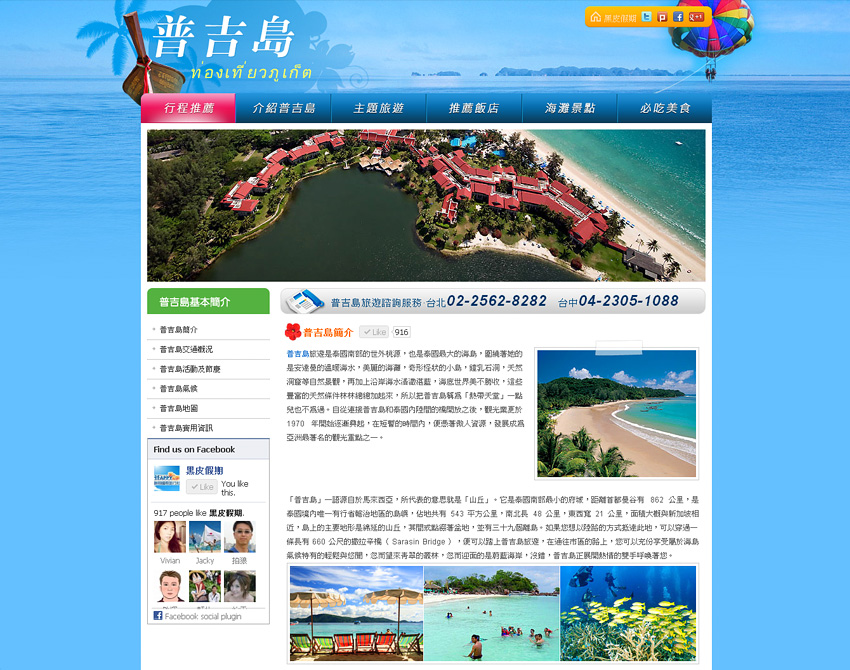 普吉島
ท่องเที่ยวภูเก็ต
黑皮假期
行程推薦 介紹普吉島 主題旅遊 推薦飯店 海灘景點 必吃美食
普吉島基本簡介
普吉島簡介
普吉島交通概況
普吉島活動及節慶
普吉島氣候
普吉島地圖
普吉島實用資訊
Find us on Facebook
黑皮假期
Like
You like this.
917 people like 黑皮假期.
Vivian Jacky 拍狼
Facebook social plugin
普吉島旅遊諮詢服務 台北02-2562-8282 台中04-2305-1088
普吉島簡介 Like 916
普吉島旅遊是泰國南部的世外桃源，也是泰國最大的海島，圍繞著她的
是安達曼的溫暖海水，美麗的海灘，奇形怪狀的小島，鐘乳石洞，天然
洞窟等自然景觀，再加上沿岸海水清澈湛藍，海底世界美不勝收，這些
豐富的天然條件林林總總加起來，所以把普吉島稱為「熱帶天堂」一點
兒也不為過。自從連接普吉島和泰國內陸間的橋開放之後，觀光業更於
1970 年開始逐漸興起，在短暫的時間內，便憑著傲人資源，發展成為
亞洲最著名的觀光重點之一。
「普吉島」一語源自於馬來西亞，所代表的意思就是「山丘」。它是泰國南部最小的府城，距離首都曼谷有 862 公里，是
泰國境內唯一有行省輻治地區的島嶼，佔地共有 543 平方公里，南北長 48 公里，東西寬 21 公里，面積大概與新加坡相
近，島上的主要地形是綿延的山丘，其間或點綴著盆地，並有三十九個離島。如果您想以陸路的方式抵達此地，可以穿過一
條長有 660 公尺的撒拉辛橋（ Sarasin Bridge ），便可以踏上普吉島旅遊，在通往市區的路上，您可以充份享受屬於海島
氣候特有的輕鬆與悠閒，忽而望來青翠的叢林，忽而迎面的是蔚藍海岸，沒錯，普吉島正展開熱情的雙手呼喚著您。